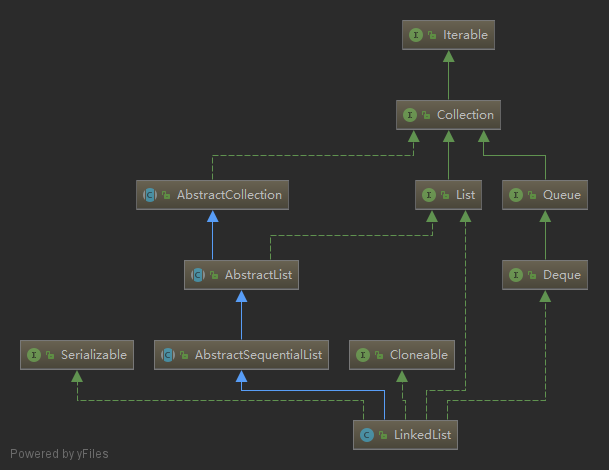 I Iterable
I Collection
C AbstractCollection
I List
I Queue
C AbstractList
I Deque
I Serializable
C AbstractSequentialList
I Cloneable
C LinkedList
Powered by yFiles